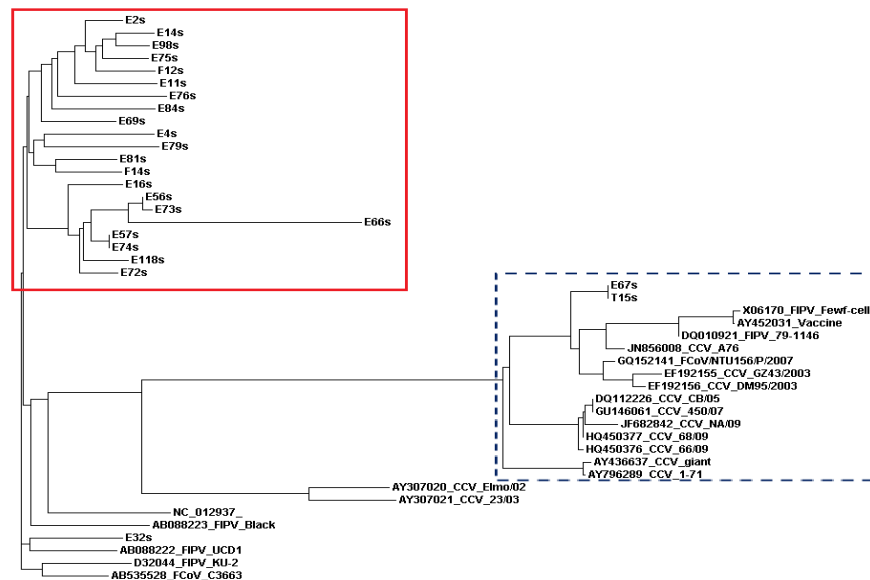 E2s
E14s
E98s
E75s
F12s
E11s
E76s
E84s
E69s
E4s
E79s
E81s
F14s
E16s
E56s
E73s
E66s
E57s
E74s
E118s
E72s
E67s
T15s
X06170_FIPV_Fewf-cell
AY452031_Vaccine
DQ010921_FIPV_79-1146
JN856008_CCV_A76
GQ152141_FCoV/NTU156/P/2007
EF192155_CCV_GZ43/2003
EF192156_CCV_DM95/2003
DQ112226_CCV_CB/05
GU146061_CCV_450/07
JF682842_CCV_NA/09
HQ450377_CCV_68/09
HQ450376_CCV_66/09
AY436637_CCV_giant
AY796289_CCV_1-71
AY307020_CCV_Elmo/02
AY307021_CCV_23/03
NC_012937_
AB088223_FIPV_Black
E32s
AB088222_FIPV_UCD1
D32044_FIPV_KU-2
AB535528_FCoV_C3663